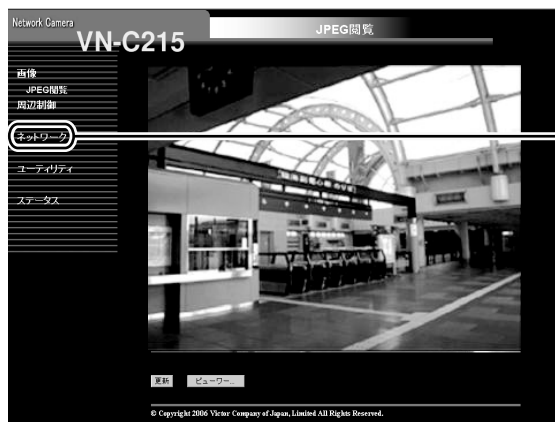 Network Camera
VN-C215
JPEG閲覧
画像
JPEG閲覧
周辺制御
ネットワーク
ユーティリティ
ステータス
更新
ビューワー...
© Copyright 2006 Victor Company of Japan, Limited All Rights Reserved.